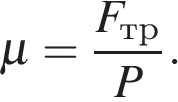 μ = Fтр / P.